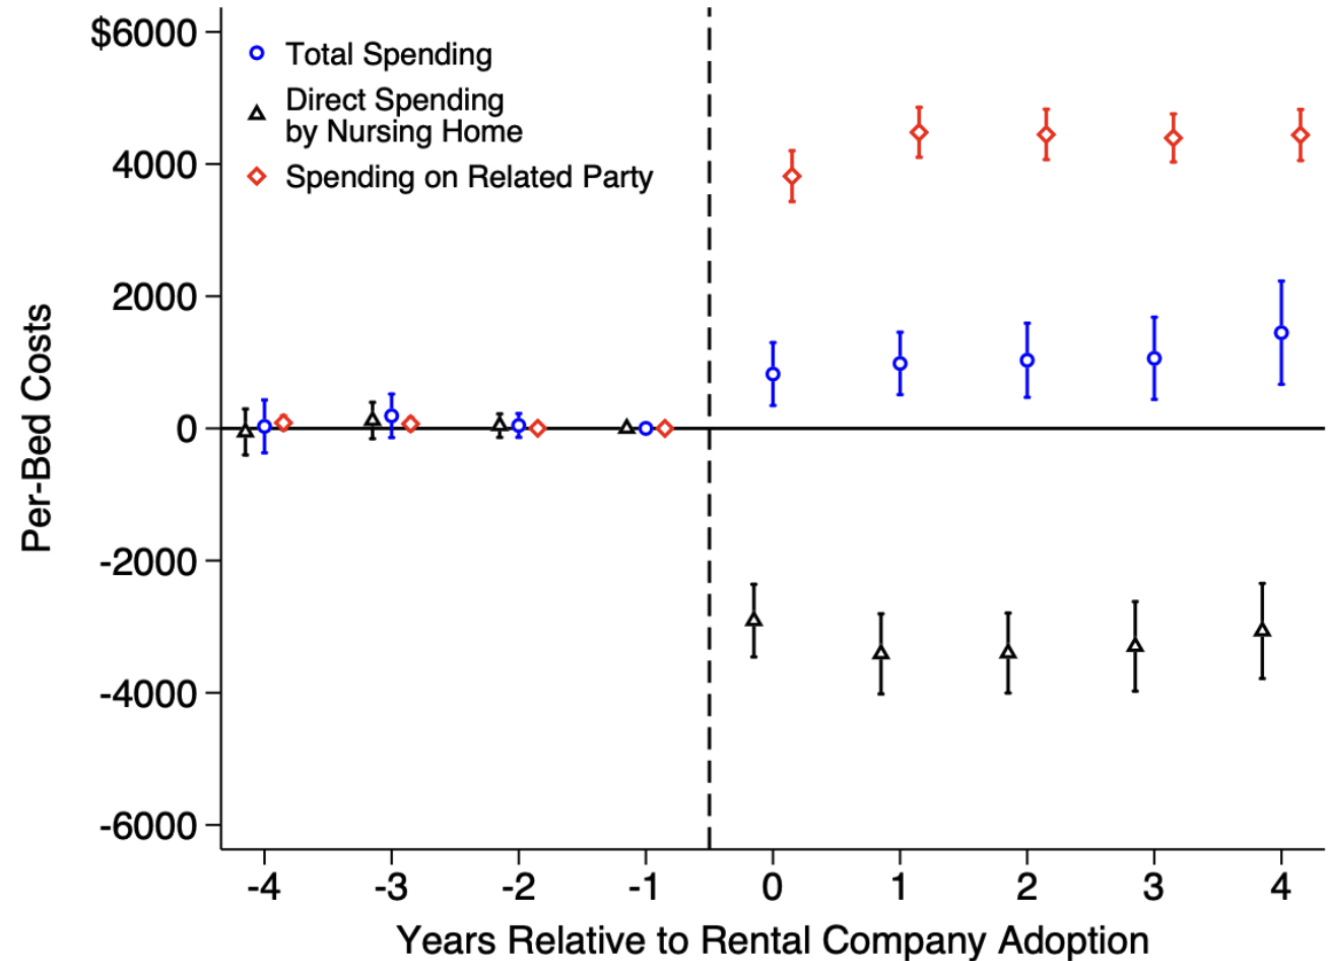 $6000
4000
2000
0
-2000
-4000
-6000
Per-Bed Costs
Total Spending
Direct Spending
by Nursing Home
Spending on Related Party
-4 -3 -2 -1 0 1 2 3 4
Years Relative to Rental Company Adoption